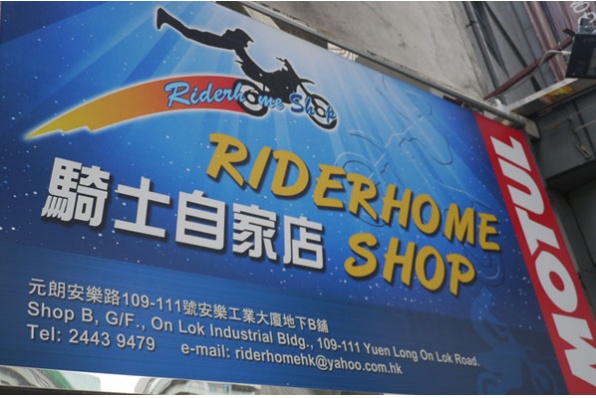 Riderhome Shop
RIDERHOME
SHOP
騎士自家店
MOTUL
元朗安樂路109-111號安樂工業大廈地下B舖
Shop B, G/F., On Lok Industrial Bldg., 109-111 Yuen Long On Lok Road.
Tel: 2443 9479 e-mail: riderhomehk@yahoo.com.hk